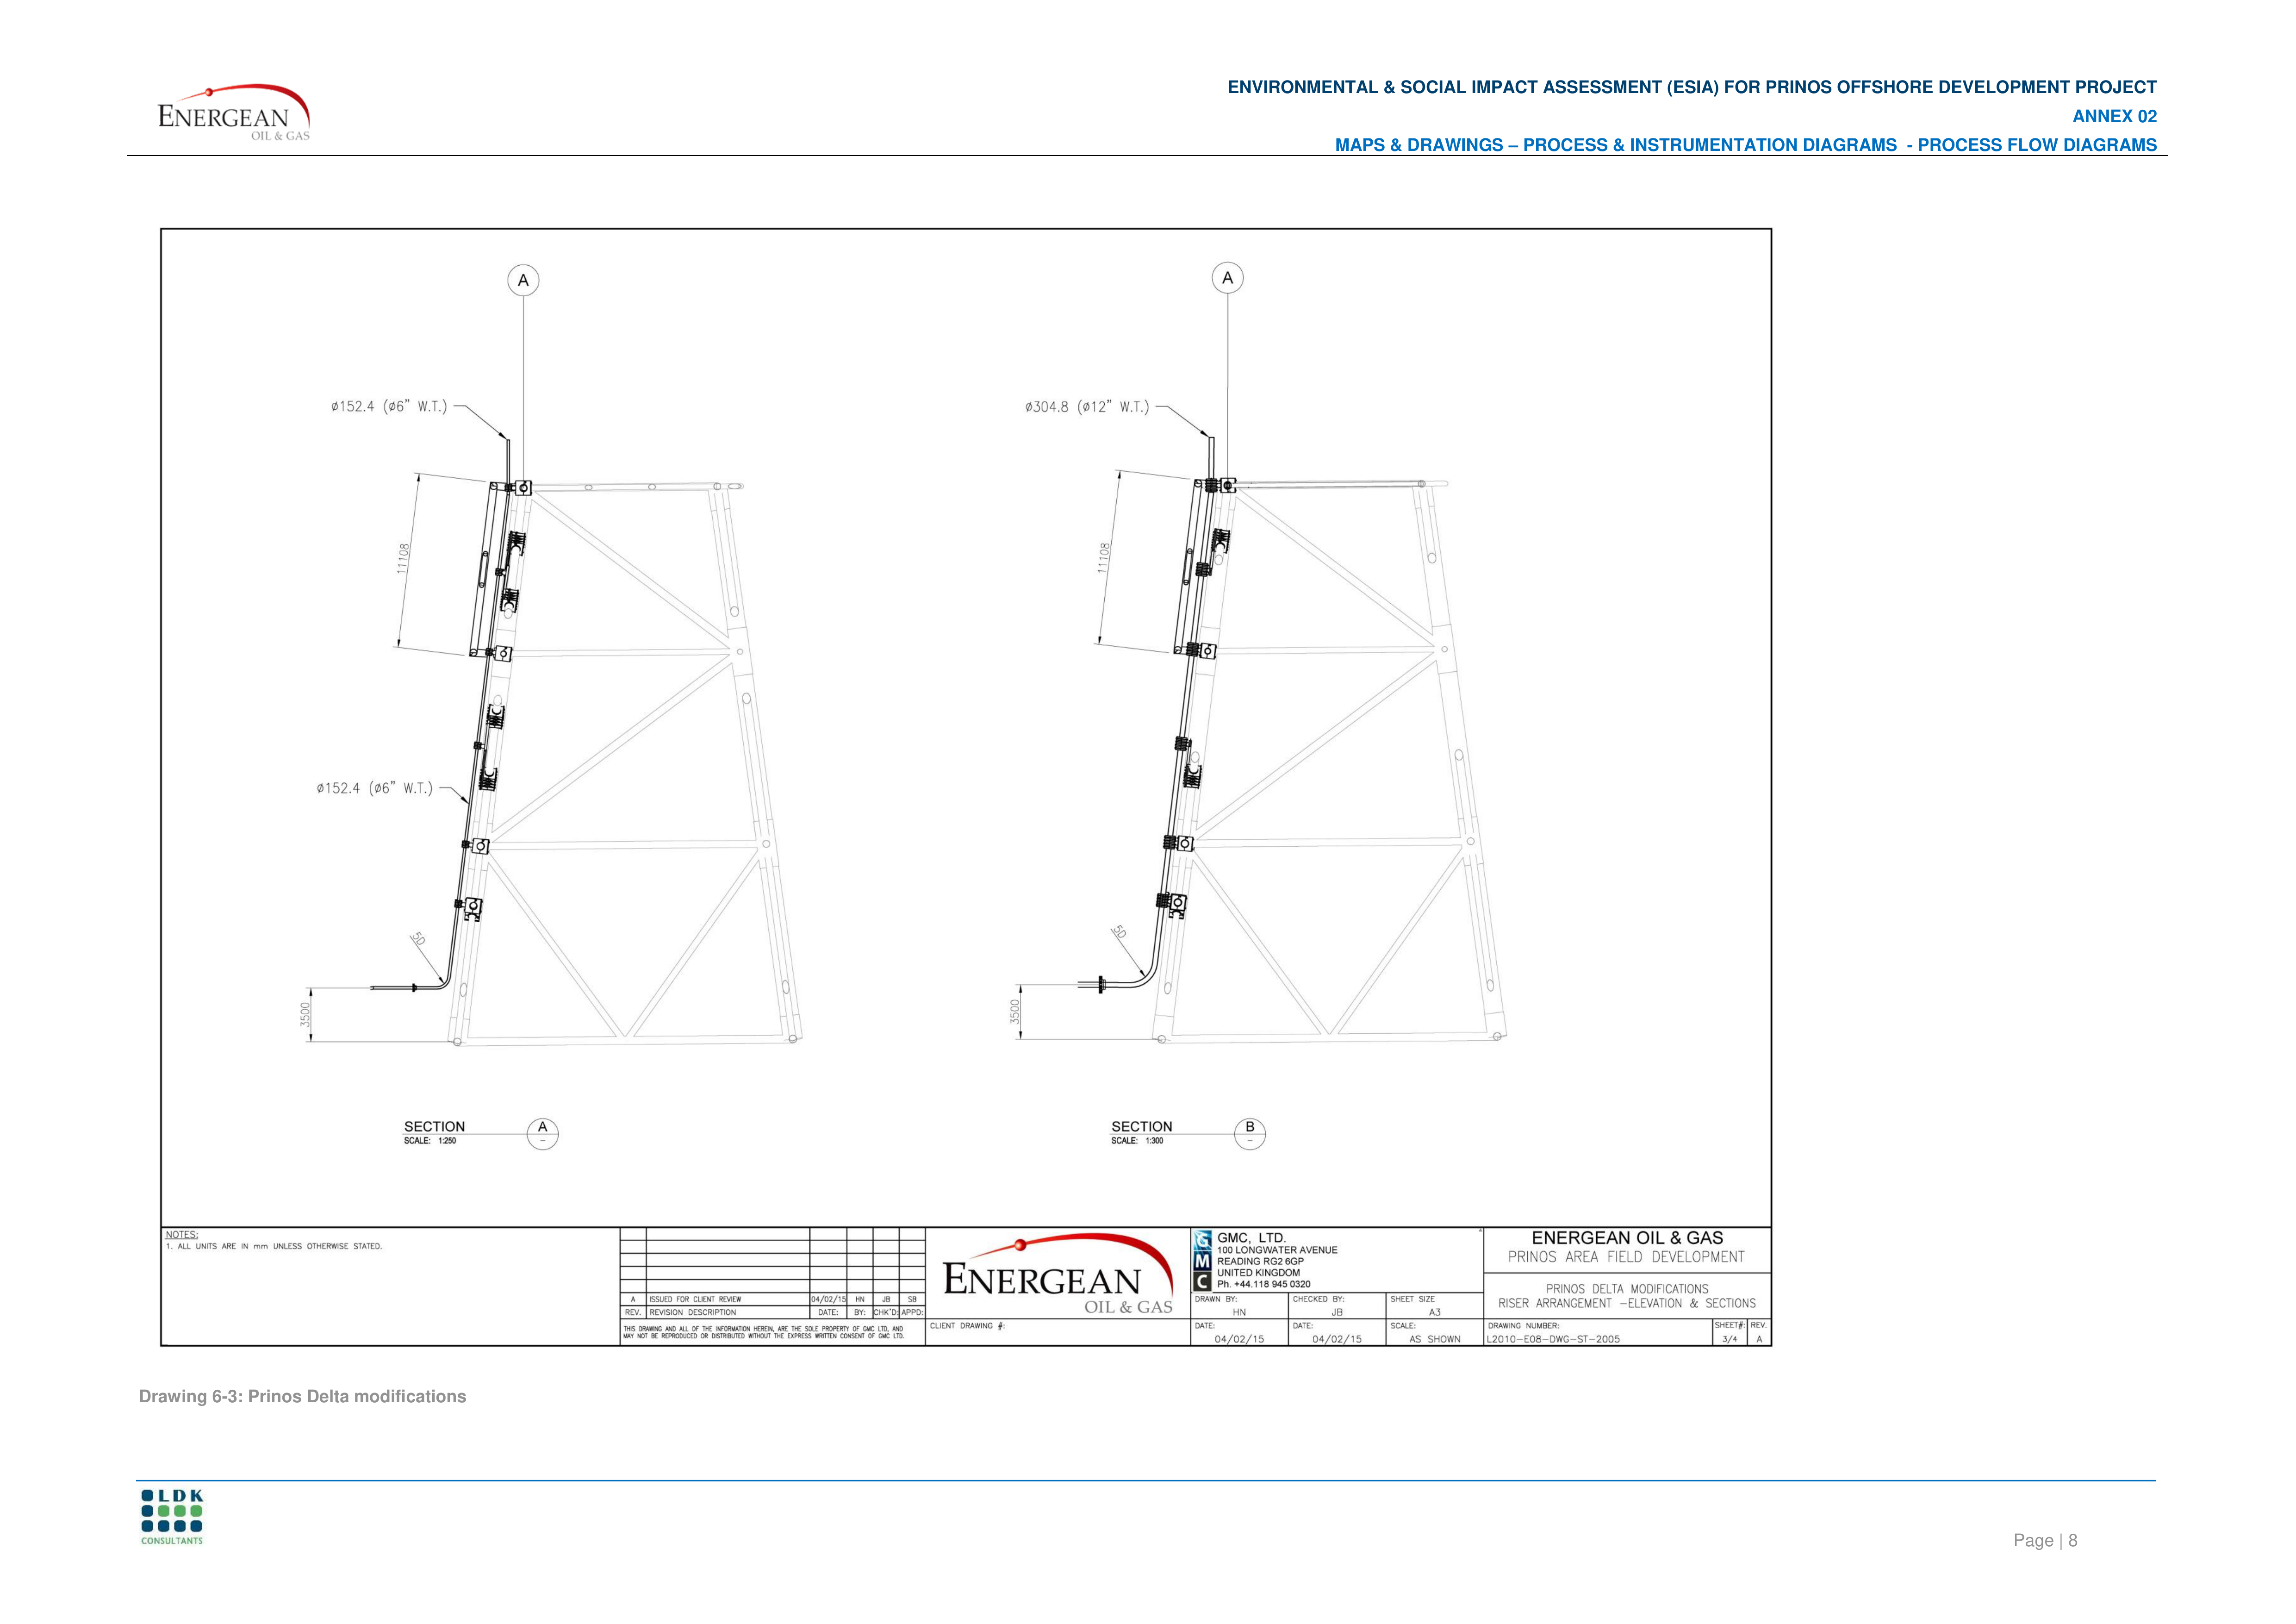 ENERGEAN
OIL & GAS
ENVIRONMENTAL & SOCIAL IMPACT ASSESSMENT (ESIA) FOR PRINOS OFFSHORE DEVELOPMENT PROJECT
ANNEX 02
MAPS & DRAWINGS – PROCESS & INSTRUMENTATION DIAGRAMS - PROCESS FLOW DIAGRAMS
A
A
Ø152.4 (Ø6" W.T.)
Ø304.8 (Ø12" W.T.)
11108
11108
Ø152.4 (Ø6" W.T.)
5D
5D
3500
3500
SECTION
SCALE: 1:250
A
–
SECTION
SCALE: 1:300
B
–
NOTES:
1. ALL UNITS ARE IN mm UNLESS OTHERWISE STATED.
A ISSUED FOR CLIENT REVIEW 04/02/15 HN JB SB
REV. REVISION DESCRIPTION DATE: BY: CHK'D: APPD:
THIS DRAWING AND ALL OF THE INFORMATION HEREIN, ARE THE SOLE PROPERTY OF GMC LTD, AND
MAY NOT BE REPRODUCED OR DISTRIBUTED WITHOUT THE EXPRESS WRITTEN CONSENT OF GMC LTD.
ENERGEAN
OIL & GAS
CLIENT DRAWING #:
GMC
GMC, LTD.
100 LONGWATER AVENUE
READING RG2 6GP
UNITED KINGDOM
Ph. +44.118 945 0320
DRAWN BY: CHECKED BY: SHEET SIZE
HN JB A3
DATE: DATE: SCALE:
04/02/15 04/02/15 AS SHOWN
ENERGEAN OIL & GAS
PRINOS AREA FIELD DEVELOPMENT
PRINOS DELTA MODIFICATIONS
RISER ARRANGEMENT –ELEVATION & SECTIONS
DRAWING NUMBER: SHEET#: REV.
L2010–E08–DWG–ST–2005 3/4 A
Drawing 6-3: Prinos Delta modifications
LDK
CONSULTANTS
Page | 8